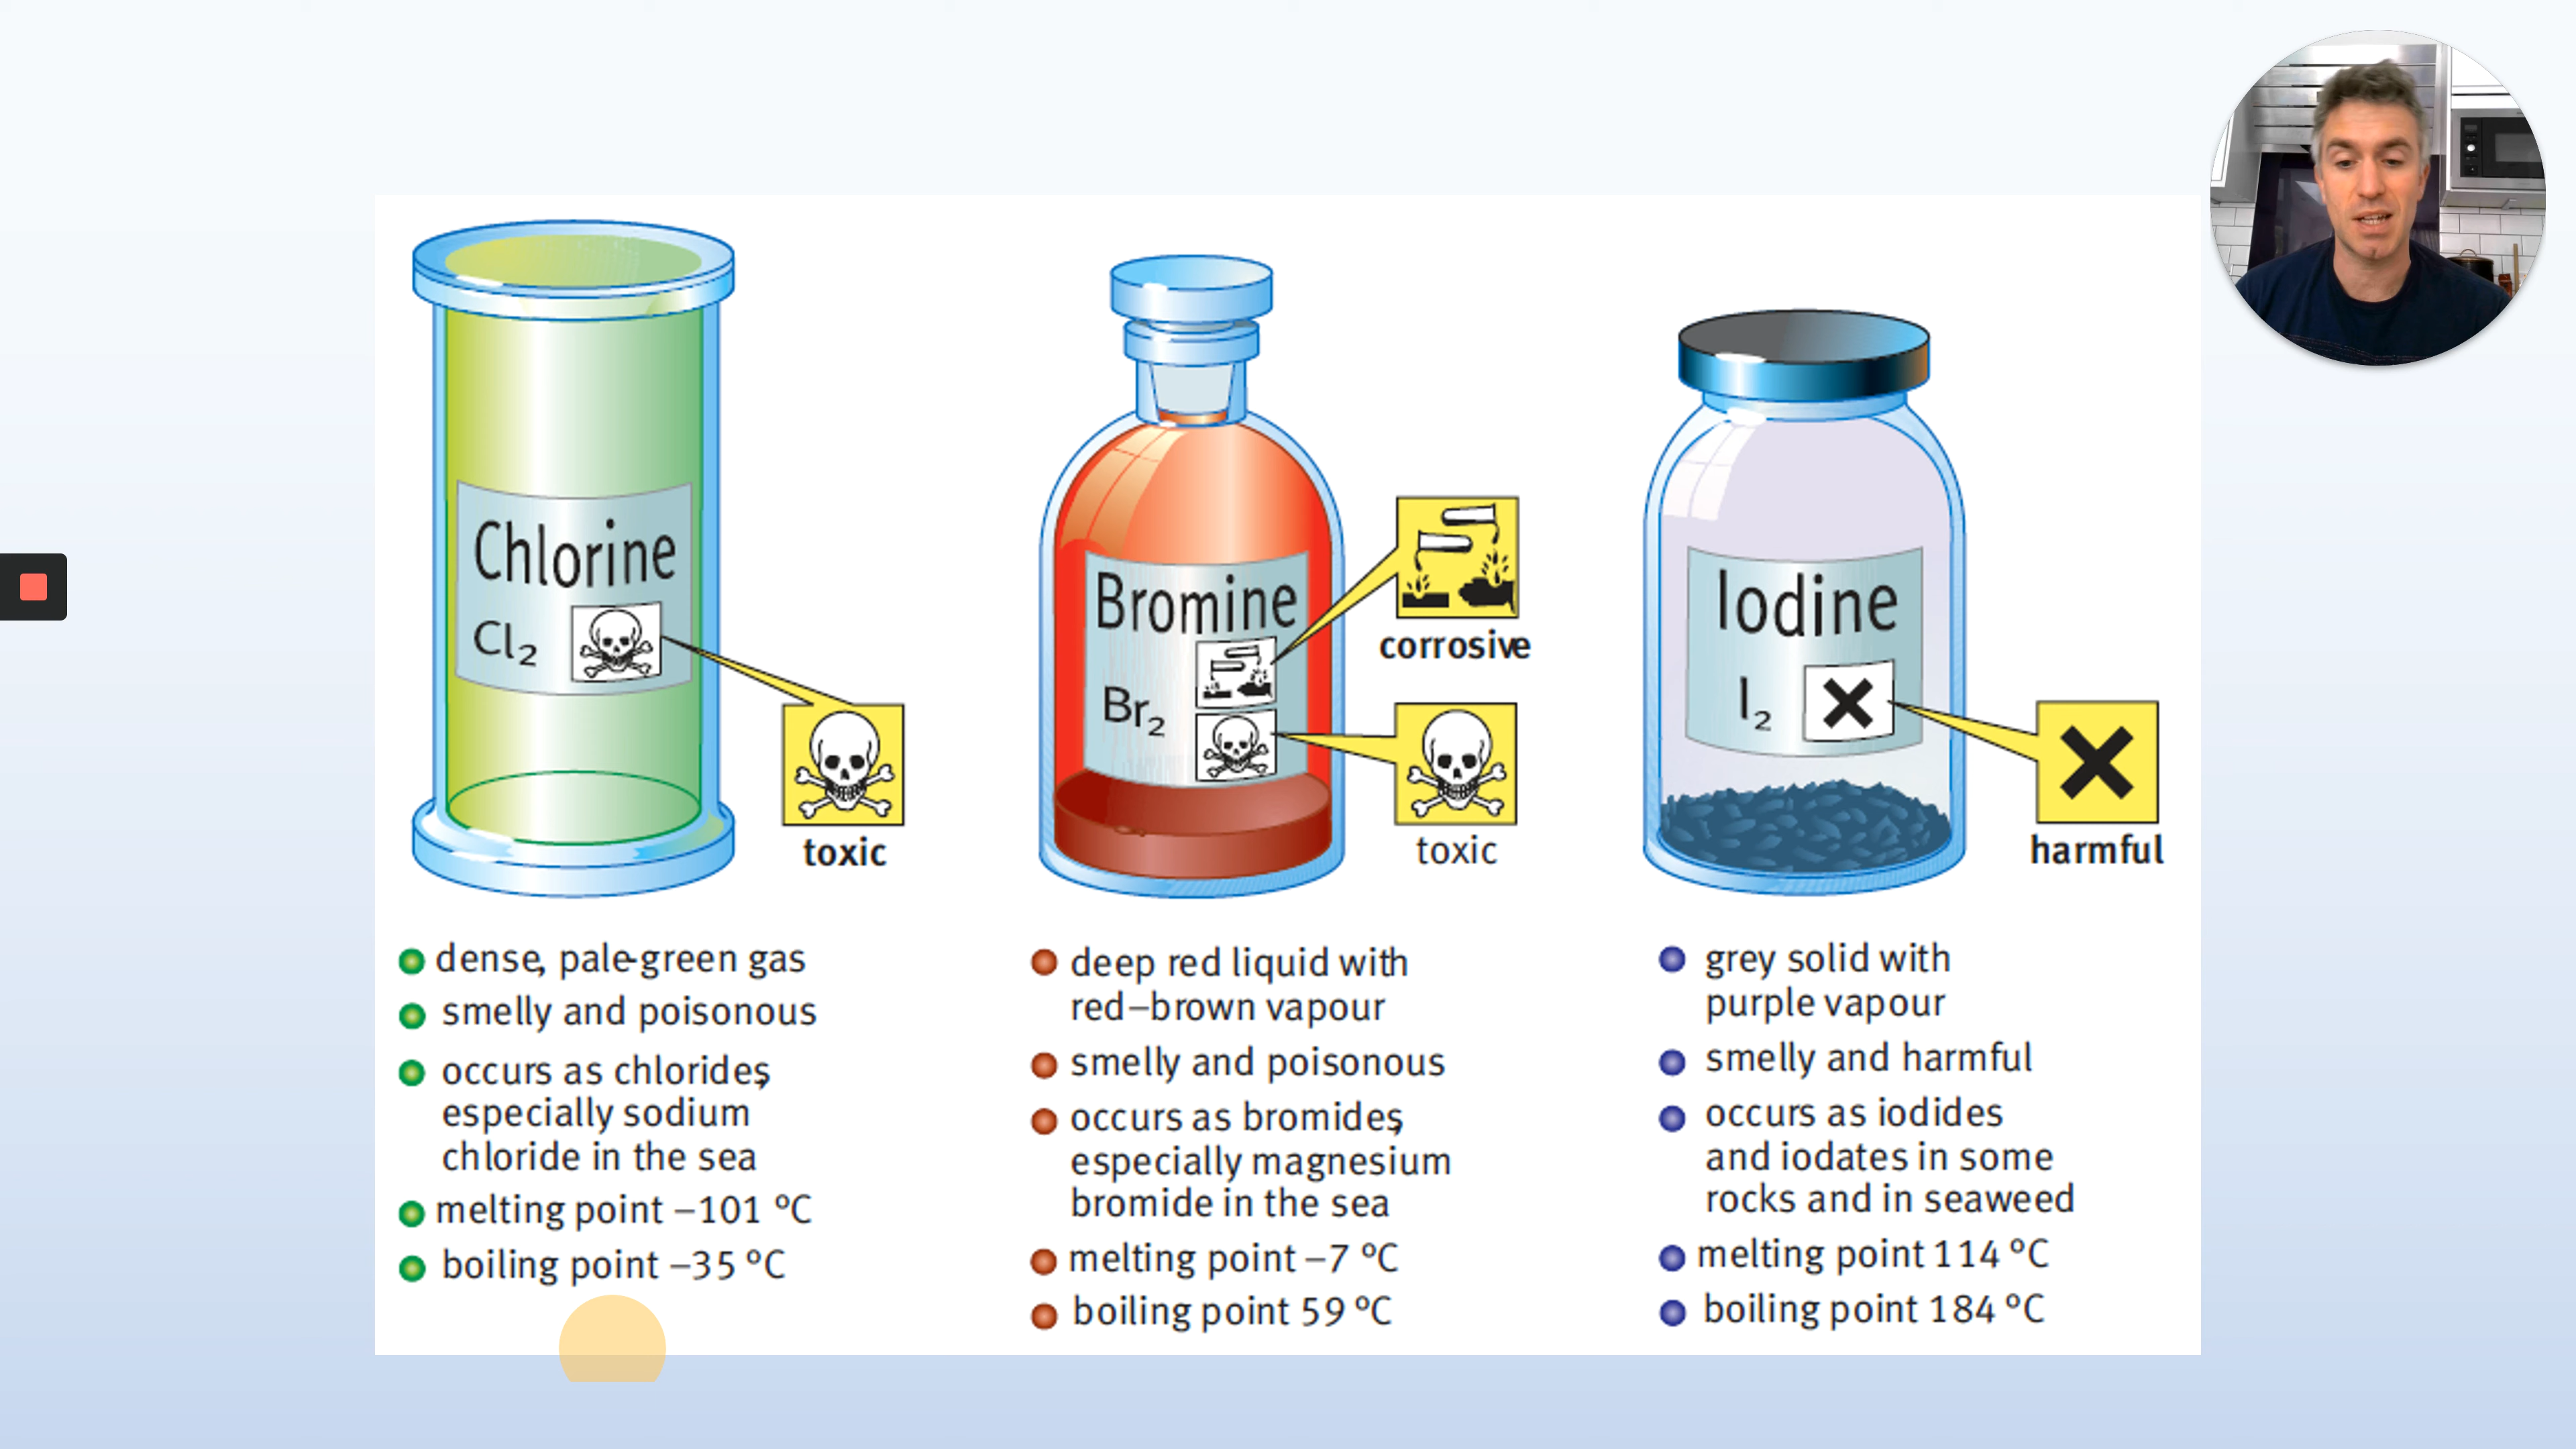 Chlorine
Cl₂
toxic
dense, pale-green gas
smelly and poisonous
occurs as chlorides,
especially sodium
chloride in the sea
melting point –101 °C
boiling point –35 °C
Bromine
Br₂
corrosive
toxic
deep red liquid with
red–brown vapour
smelly and poisonous
occurs as bromides,
especially magnesium
bromide in the sea
melting point –7 °C
boiling point 59 °C
Iodine
I₂
harmful
grey solid with
purple vapour
smelly and harmful
occurs as iodides
and iodates in some
rocks and in seaweed
melting point 114 °C
boiling point 184 °C